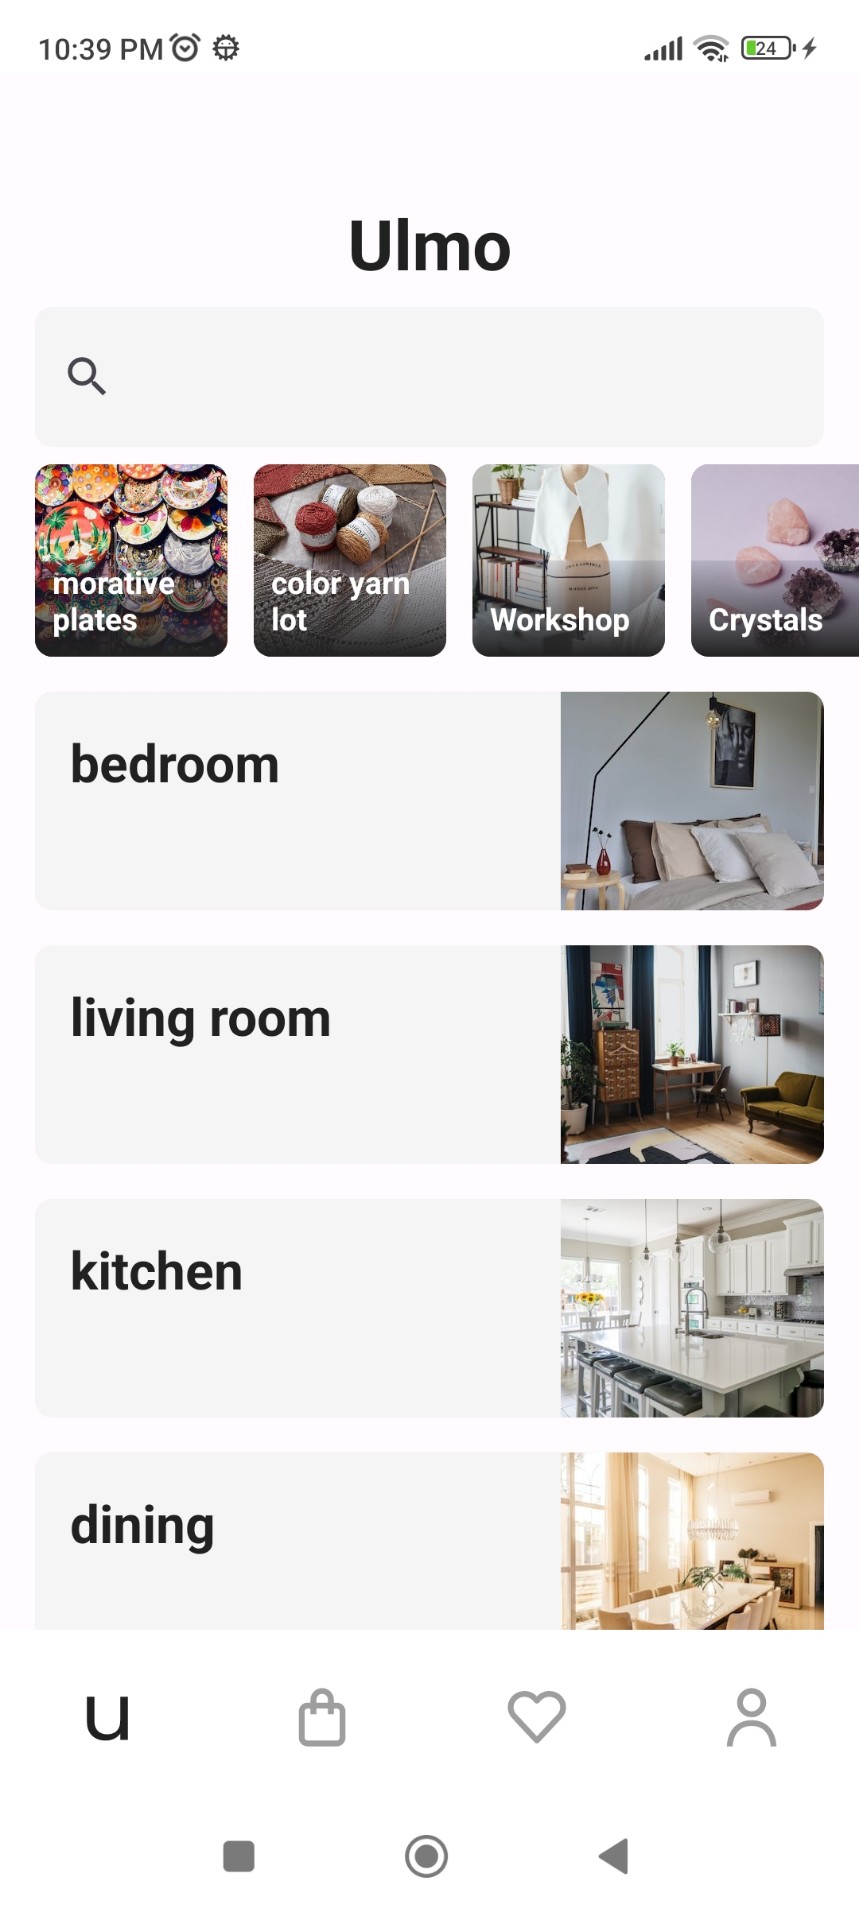 10:39 PM
24
Ulmo
morative
plates
color yarn
lot
Workshop
Crystals
bedroom
living room
kitchen
dining
u